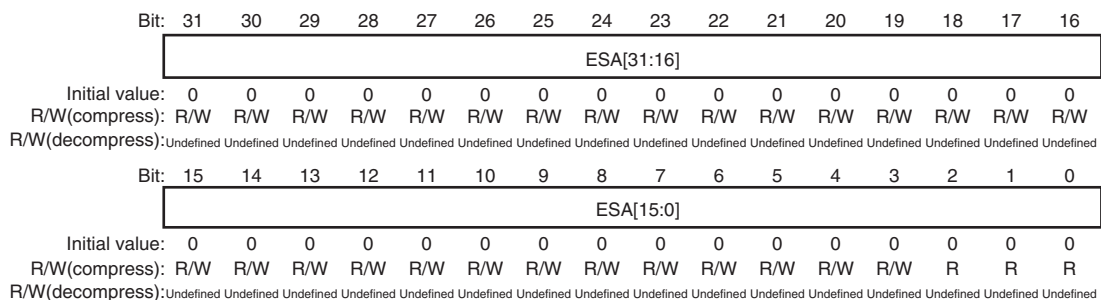 Bit: 31 30 29 28 27 26 25 24 23 22 21 20 19 18 17 16
ESA[31:16]
Initial value: 0 0 0 0 0 0 0 0 0 0 0 0 0 0 0 0
R/W(compress): R/W R/W R/W R/W R/W R/W R/W R/W R/W R/W R/W R/W R/W R/W R/W R/W
R/W(decompress): Undefined Undefined Undefined Undefined Undefined Undefined Undefined Undefined Undefined Undefined Undefined Undefined Undefined Undefined Undefined Undefined
Bit: 15 14 13 12 11 10 9 8 7 6 5 4 3 2 1 0
ESA[15:0]
Initial value: 0 0 0 0 0 0 0 0 0 0 0 0 0 0 0 0
R/W(compress): R/W R/W R/W R/W R/W R/W R/W R/W R/W R/W R/W R/W R/W R R R
R/W(decompress): Undefined Undefined Undefined Undefined Undefined Undefined Undefined Undefined Undefined Undefined Undefined Undefined Undefined Undefined Undefined Undefined